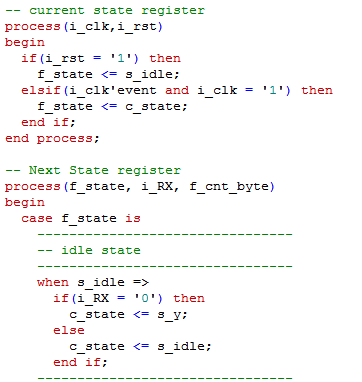 -- current state register
process(i_clk,i_rst)
begin
  if(i_rst = '1') then
    f_state <= s_idle;
  elsif(i_clk'event and i_clk = '1') then
    f_state <= c_state;
  end if;
end process;

-- Next State register
process(f_state, i_RX, f_cnt_byte)
begin
  case f_state is
    --------------------------------
    -- idle state
    --------------------------------
    when s_idle =>
      if(i_RX = '0') then
        c_state <= s_y;
      else
        c_state <= s_idle;
      end if;
    --------------------------------